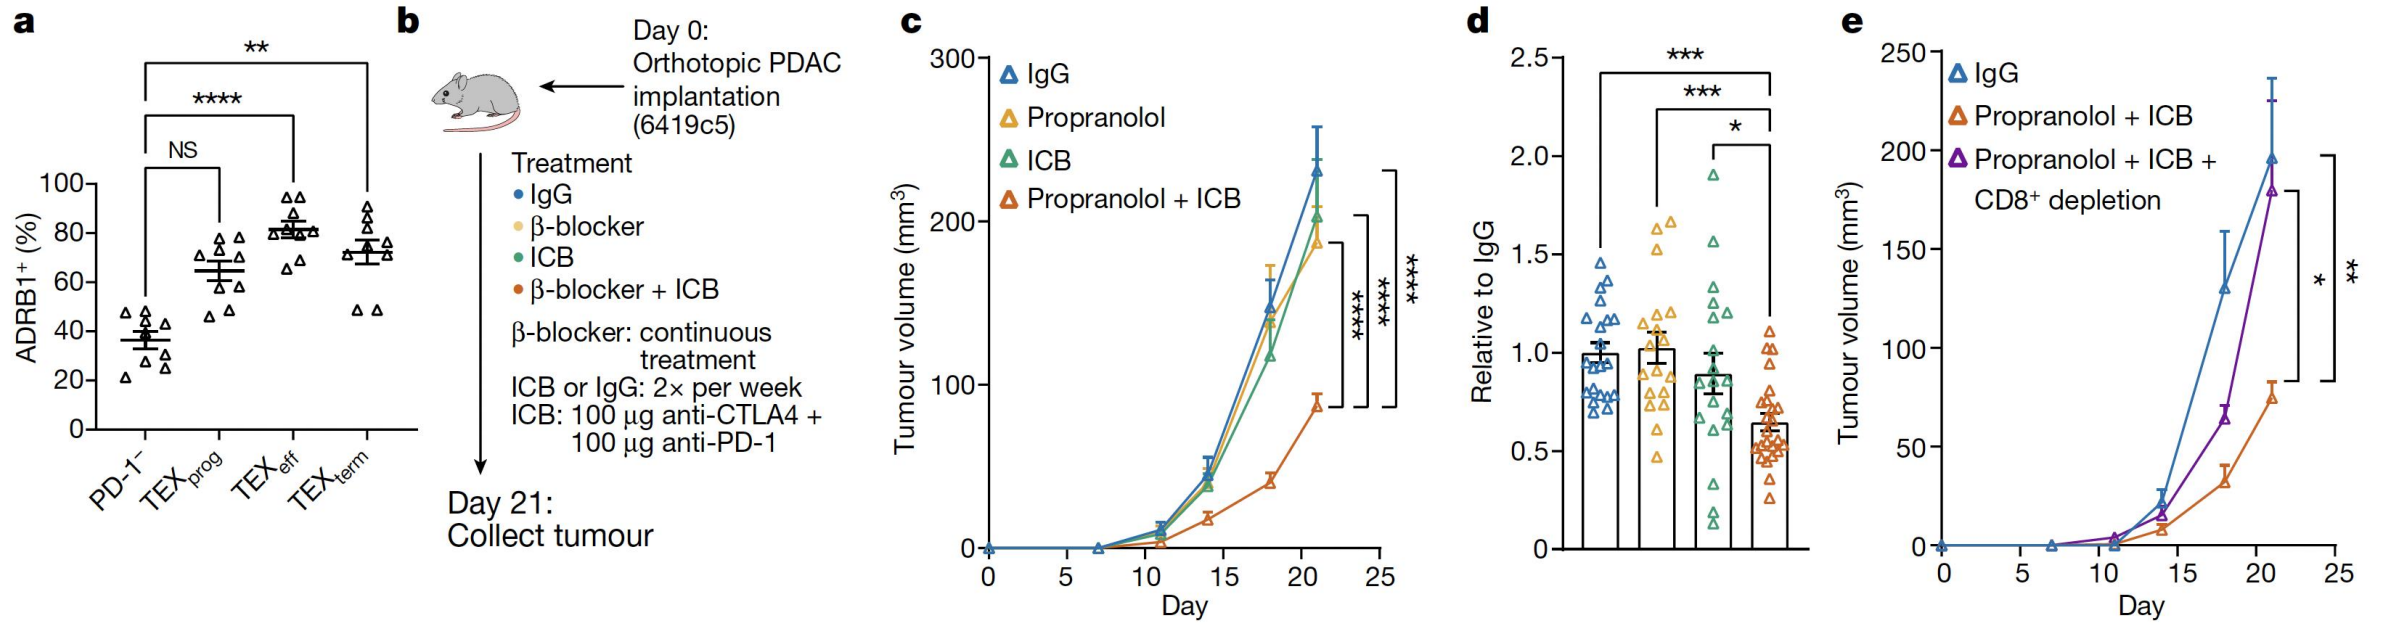 a
**
****
NS
100
80
60
40
20
0
ADRB1⁺ (%)
PD-1⁻
TEXprog
TEXeff
TEXterm
b
Day 0:
Orthotopic PDAC
implantation
(6419c5)
Treatment
IgG
β-blocker
ICB
β-blocker + ICB
β-blocker: continuous
treatment
ICB or IgG: 2× per week
ICB: 100 μg anti-CTLA4 +
100 μg anti-PD-1
Day 21:
Collect tumour
c
300
200
100
0
Tumour volume (mm³)
IgG
Propranolol
ICB
Propranolol + ICB
****
****
****
0 5 10 15 20 25
Day
d
2.5
2.0
1.5
1.0
0.5
0
Relative to IgG
***
***
*
e
250
200
150
100
50
0
Tumour volume (mm³)
IgG
Propranolol + ICB
Propranolol + ICB +
CD8⁺ depletion
*
**
0 5 10 15 20 25
Day